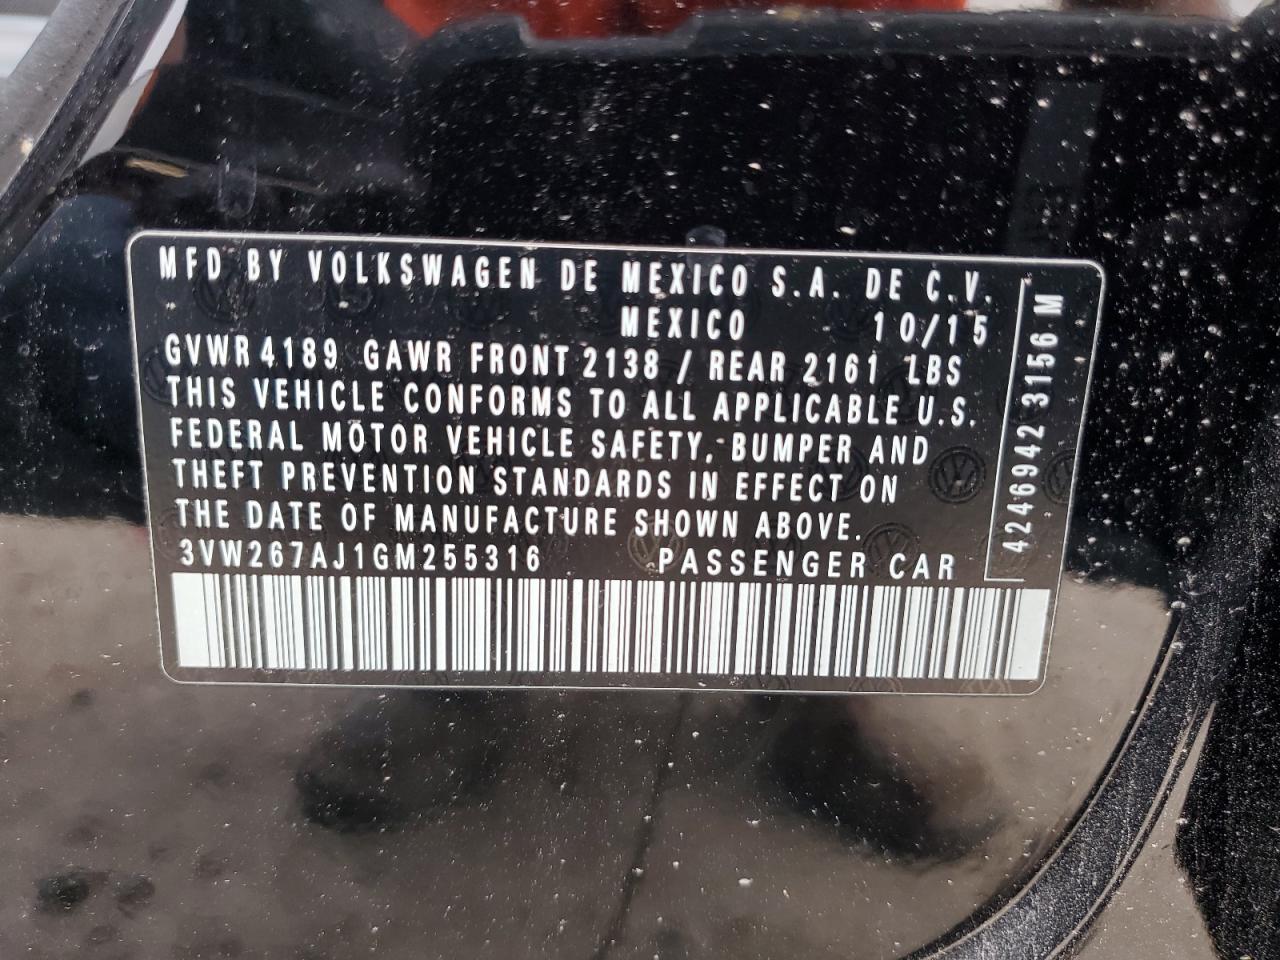 MFD BY VOLKSWAGEN DE MEXICO S.A. DE C.V.
MEXICO 10/15
GVWR 4189 GAWR FRONT 2138 / REAR 2161 LBS
THIS VEHICLE CONFORMS TO ALL APPLICABLE U.S.
FEDERAL MOTOR VEHICLE SAFETY, BUMPER AND
THEFT PREVENTION STANDARDS IN EFFECT ON
THE DATE OF MANUFACTURE SHOWN ABOVE.
3VW267AJ1GM255316 PASSENGER CAR
4246942 3156 M